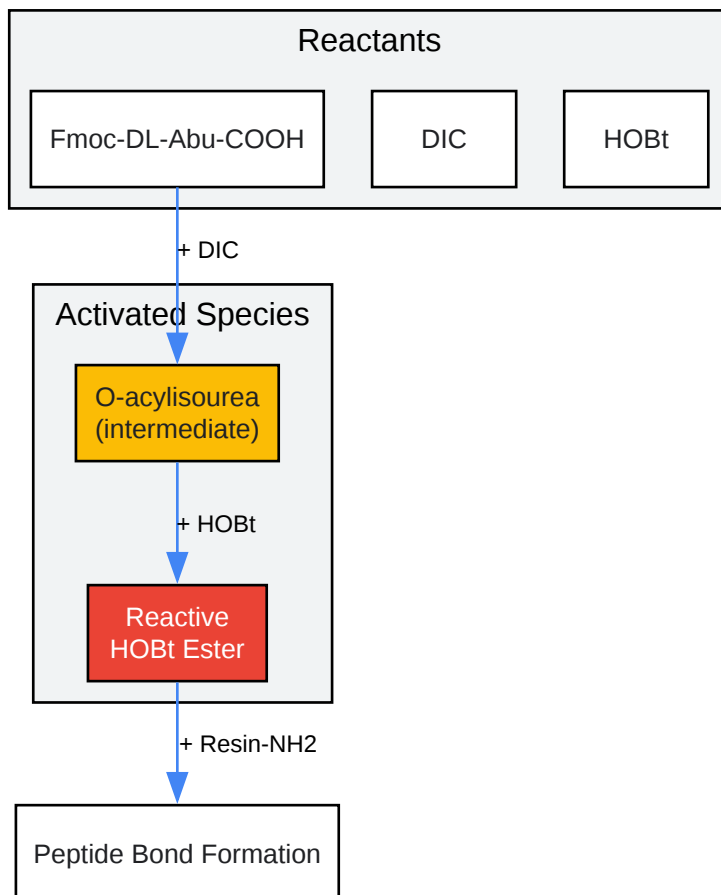 Reactants
Fmoc-DL-Abu-COOH
DIC
HOBt
+ DIC
Activated Species
O-acylisourea
(intermediate)
+ HOBt
Reactive
HOBt Ester
+ Resin-NH2
Peptide Bond Formation